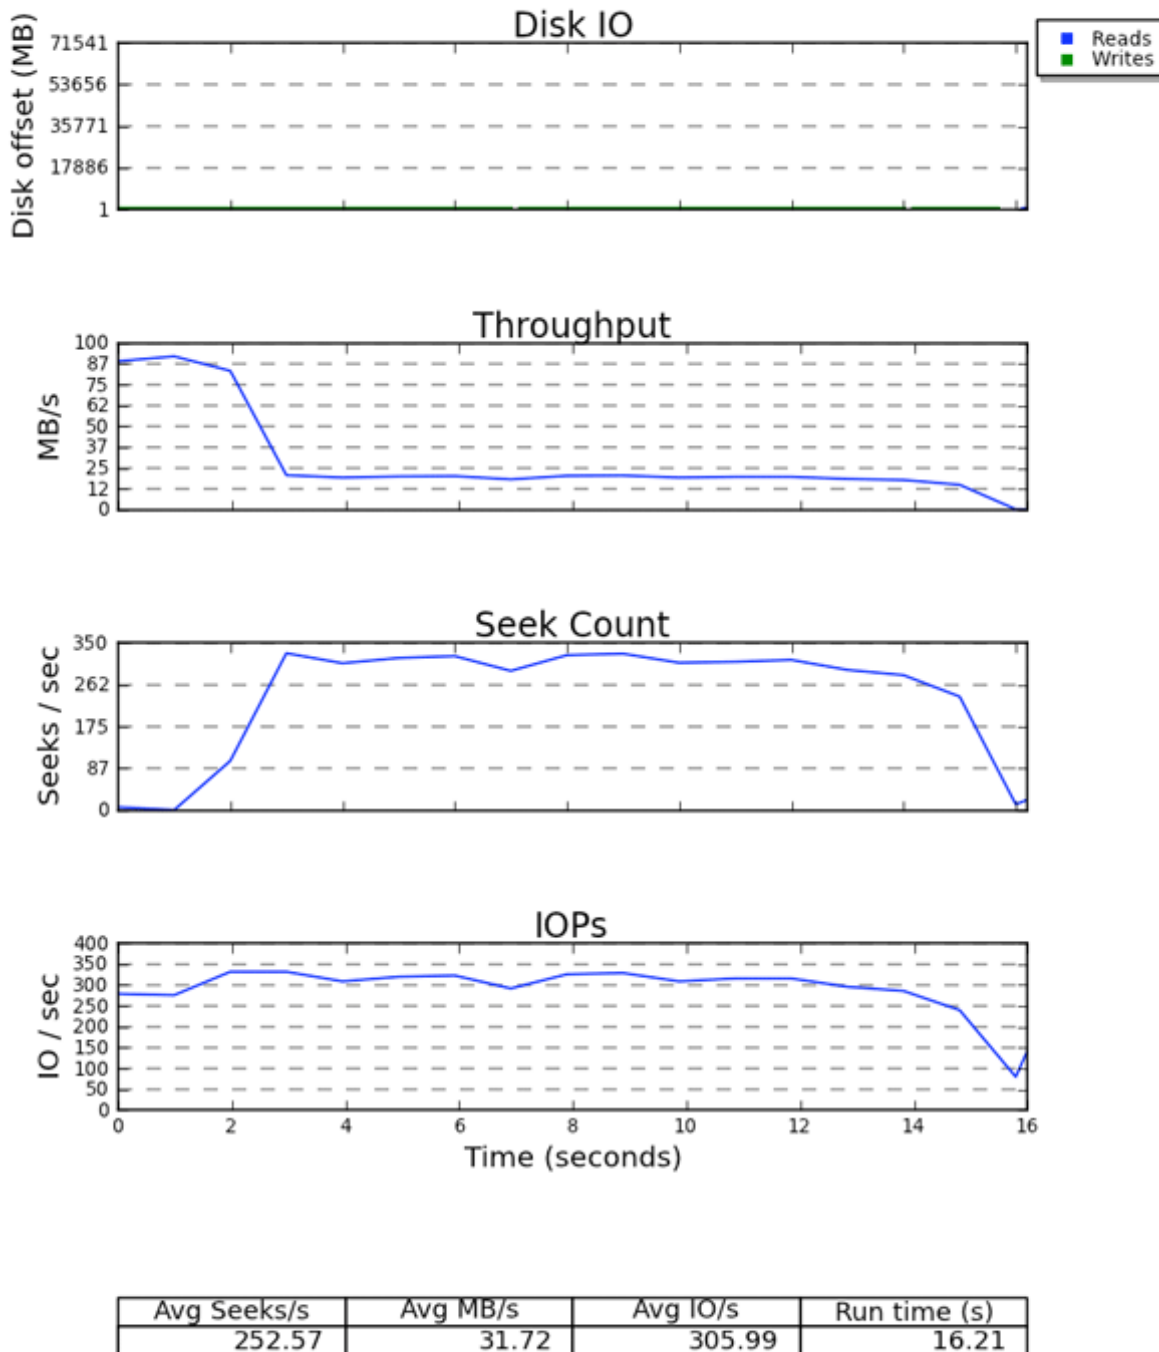 Disk IO
Reads
Writes
Disk offset (MB)
71541
53656
35771
17886
1
Throughput
MB/s
100
87
75
62
50
37
25
12
0
Seek Count
Seeks / sec
350
262
175
87
0
IOPs
IO / sec
400
350
300
250
200
150
100
50
0
0 2 4 6 8 10 12 14 16
Time (seconds)
Avg Seeks/s Avg MB/s Avg IO/s Run time (s)
252.57 31.72 305.99 16.21